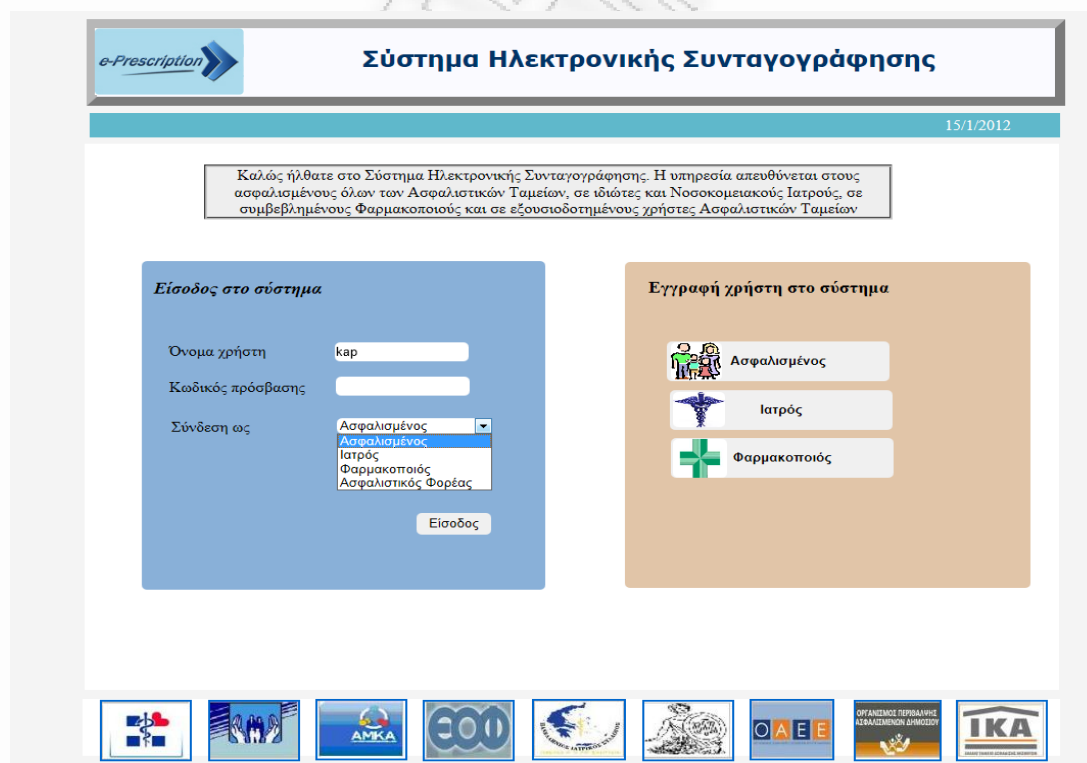 e-Prescription
Σύστημα Ηλεκτρονικής Συνταγογράφησης
15/1/2012
Καλώς ήλθατε στο Σύστημα Ηλεκτρονικής Συνταγογράφησης. Η υπηρεσία απευθύνεται στους
ασφαλισμένους όλων των Ασφαλιστικών Ταμείων, σε ιδιώτες και Νοσοκομειακούς Ιατρούς, σε
συμβεβλημένους Φαρμακοποιούς και σε εξουσιοδοτημένους χρήστες Ασφαλιστικών Ταμείων
Είσοδος στο σύστημα
Όνομα χρήστη
kap
Κωδικός πρόσβασης
Σύνδεση ως
Ασφαλισμένος
Ασφαλισμένος
Ιατρός
Φαρμακοποιός
Ασφαλιστικός Φορέας
Είσοδος
Εγγραφή χρήστη στο σύστημα
Ασφαλισμένος
Ιατρός
Φαρμακοποιός
ΑΜΚΑ
ΕΟΦ
ΟΑΕΕ
ΟΡΓΑΝΙΣΜΟΣ ΠΕΡΙΘΑΛΨΗΣ
ΑΣΦΑΛΙΣΜΕΝΩΝ ΔΗΜΟΣΙΟΥ
ΙΚΑ